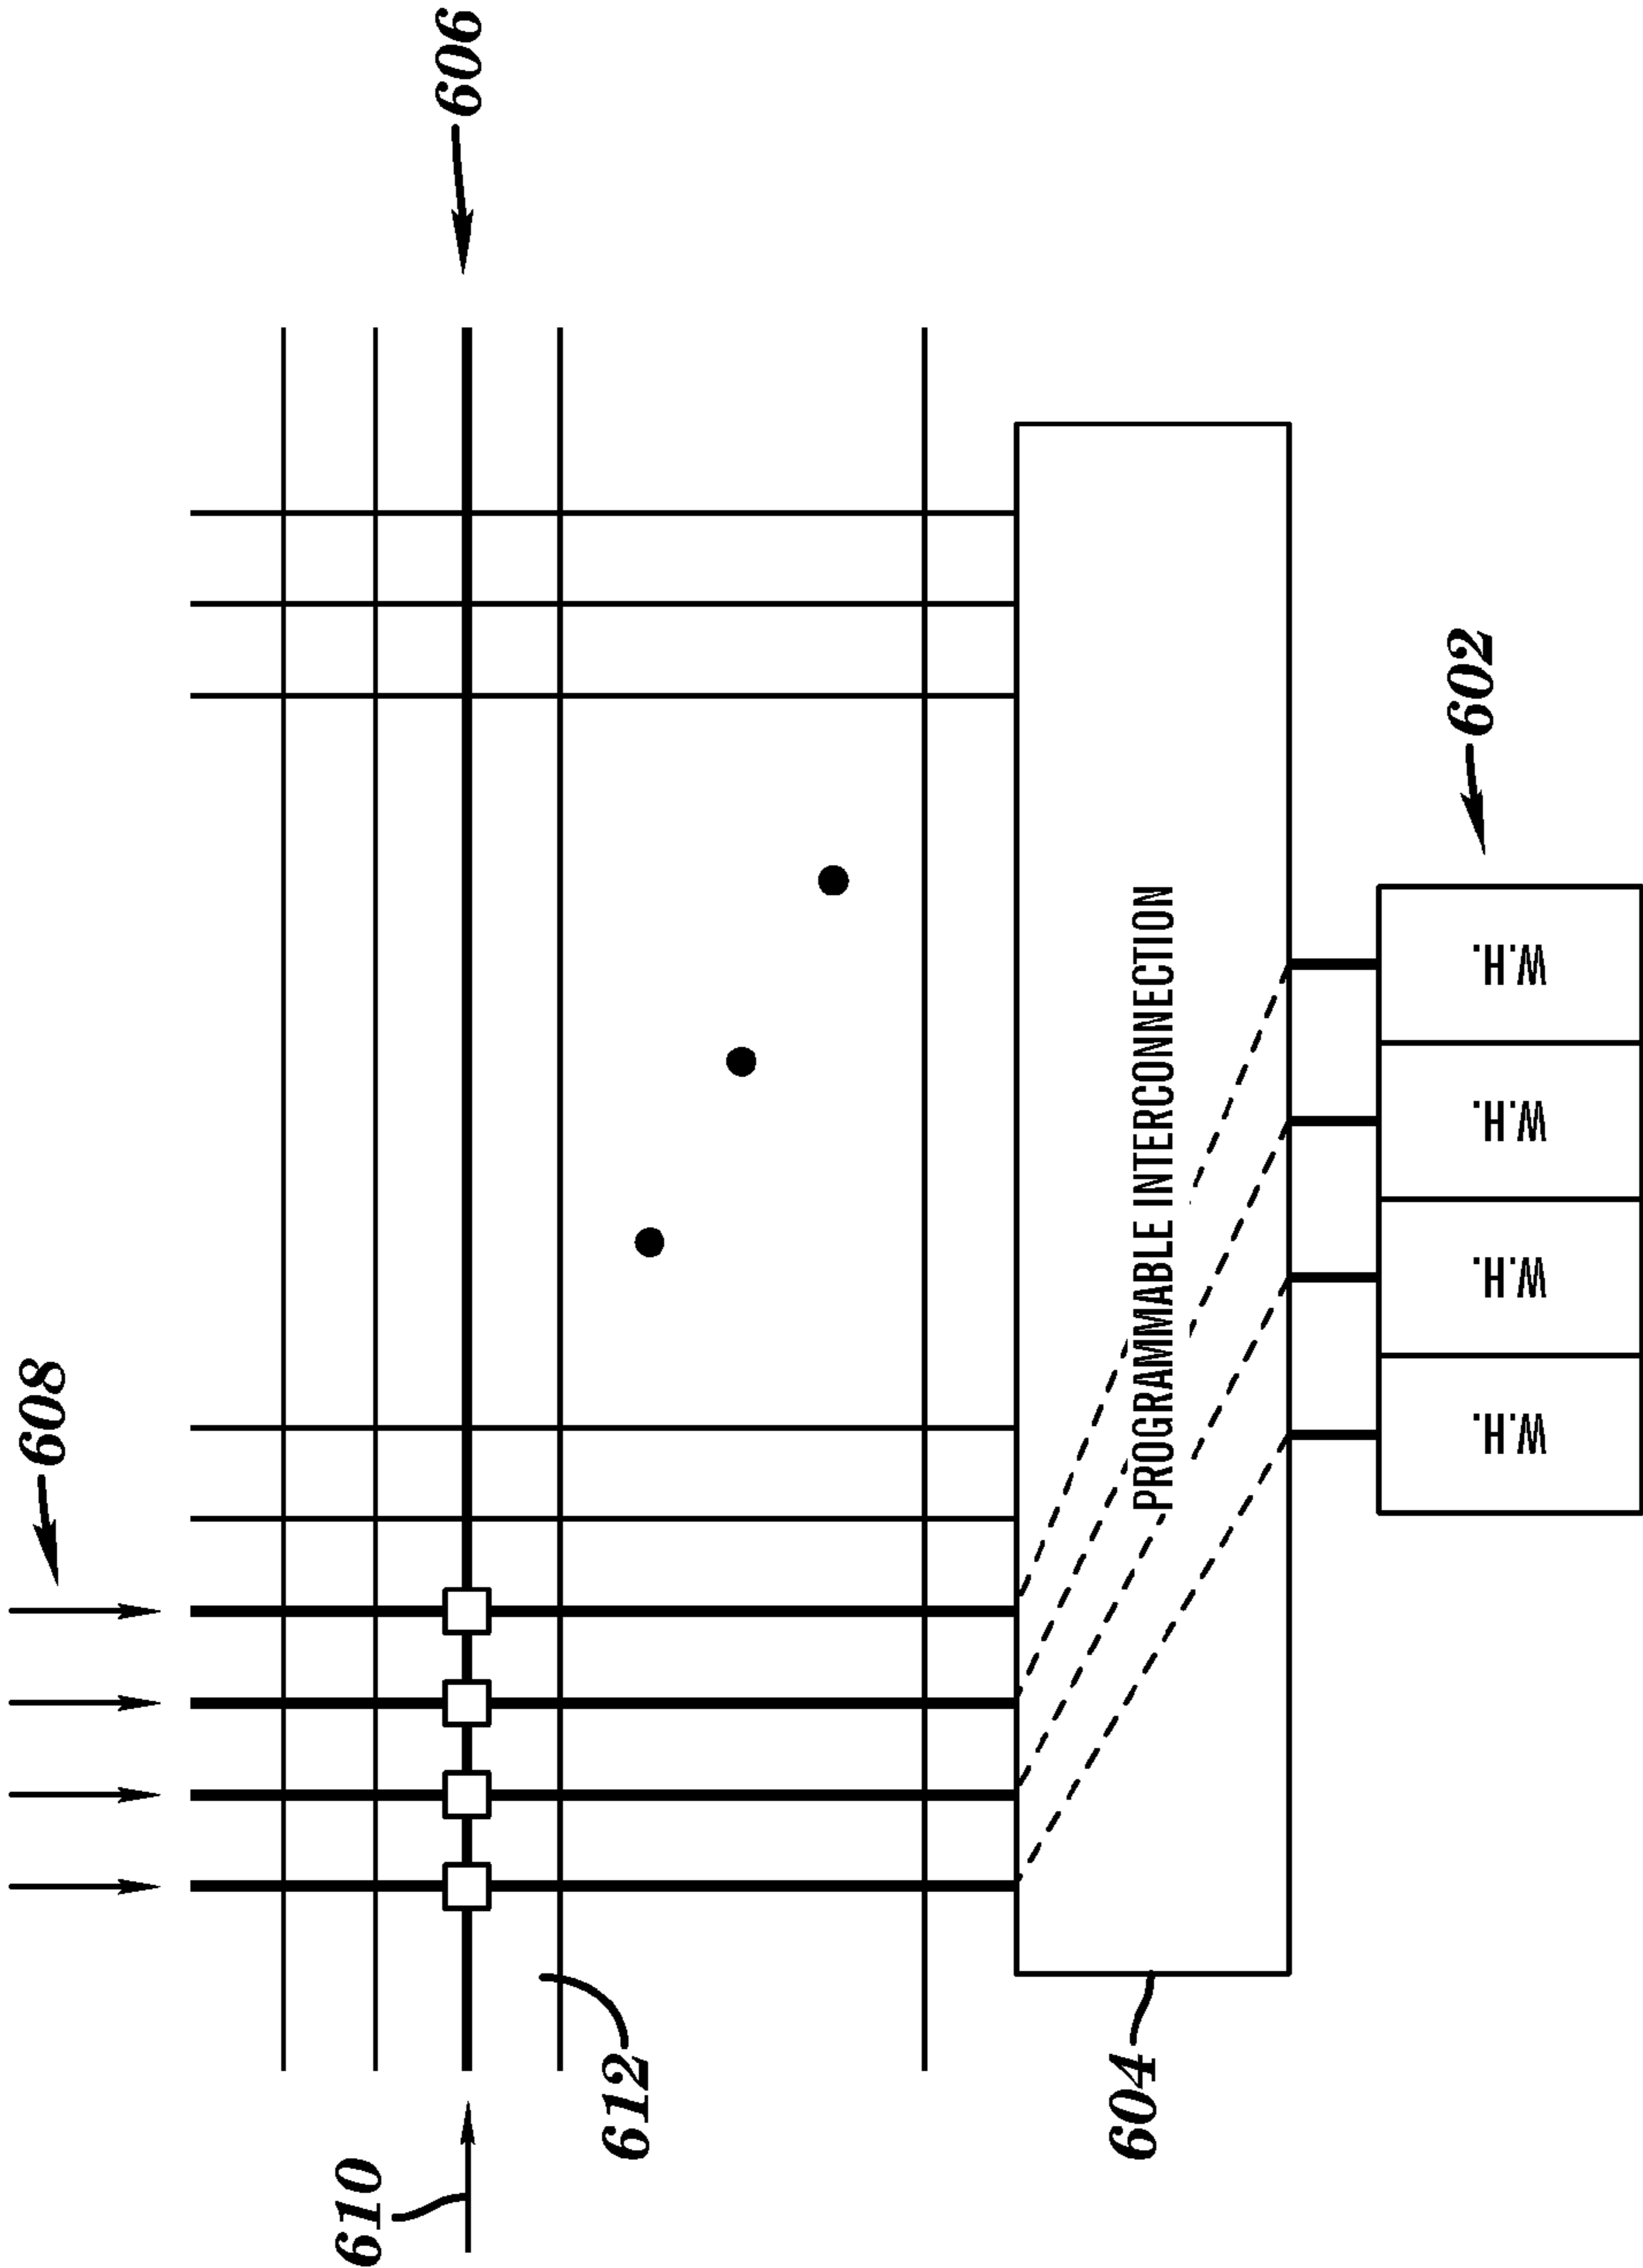 608
606
610
612
604
PROGRAMMABLE INTERCONNECTION
602
W.H.
W.H.
W.H.
W.H.